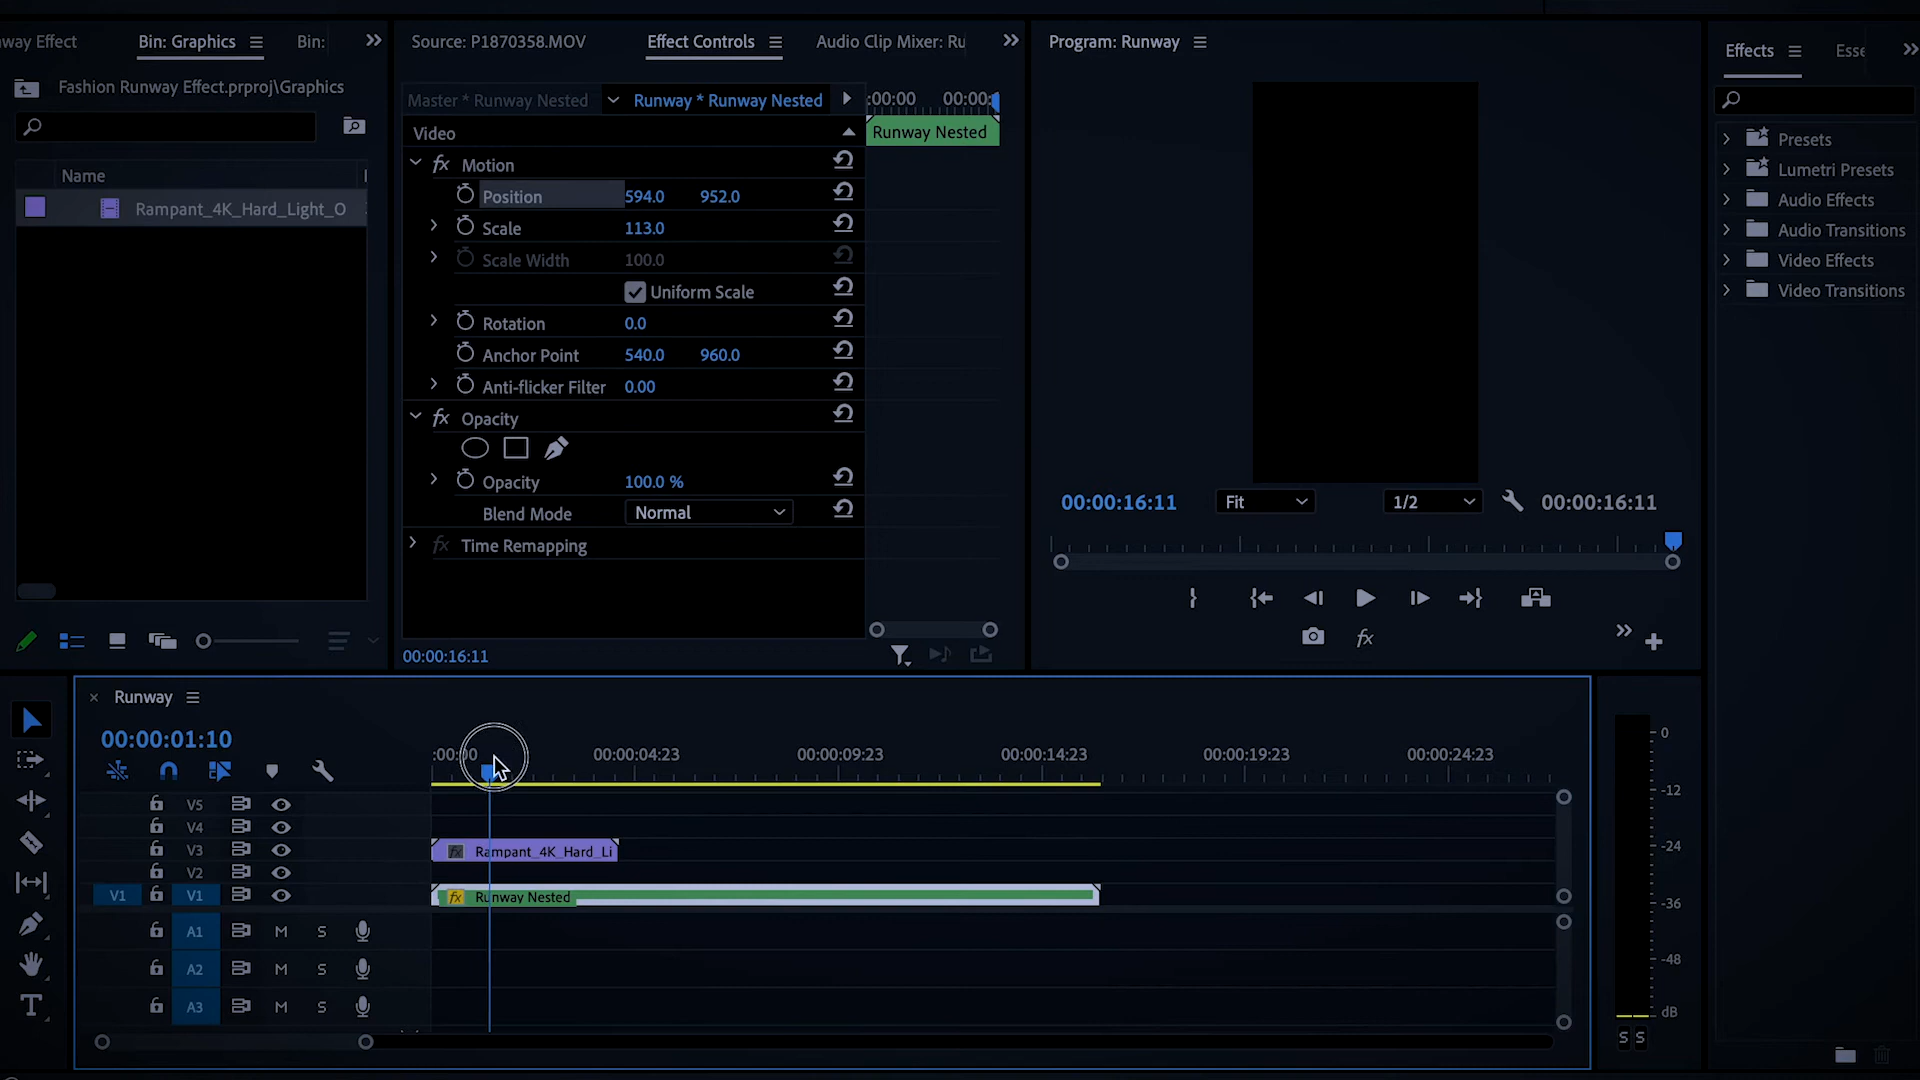 way Effect
Bin: Graphics
Bin:
Source: P1870358.MOV
Effect Controls
Audio Clip Mixer: Ru
Program: Runway
Effects
Esse
Fashion Runway Effect.prproj\Graphics
Master * Runway Nested
Runway * Runway Nested
:00:00
00:00:
Video
Runway Nested
Name
Rampant_4K_Hard_Light_O
Motion
Position 594.0 952.0
Scale 113.0
Scale Width 100.0
Uniform Scale
Rotation 0.0
Anchor Point 540.0 960.0
Anti-flicker Filter 0.00
fx Opacity
Opacity 100.0 %
Blend Mode Normal
Time Remapping
00:00:16:11
00:00:16:11
Fit
1/2
00:00:16:11
fx
Presets
Lumetri Presets
Audio Effects
Audio Transitions
Video Effects
Video Transitions
Runway
00:00:01:10
:00:00
00:00:04:23
00:00:09:23
00:00:14:23
00:00:19:23
00:00:24:23
V5
V4
V3
fx Rampant_4K_Hard_Li
V2
V1 V1
fx Runway Nested
A1 M S
A2 M S
A3 M S
0
-12
-24
-36
-48
dB
S S